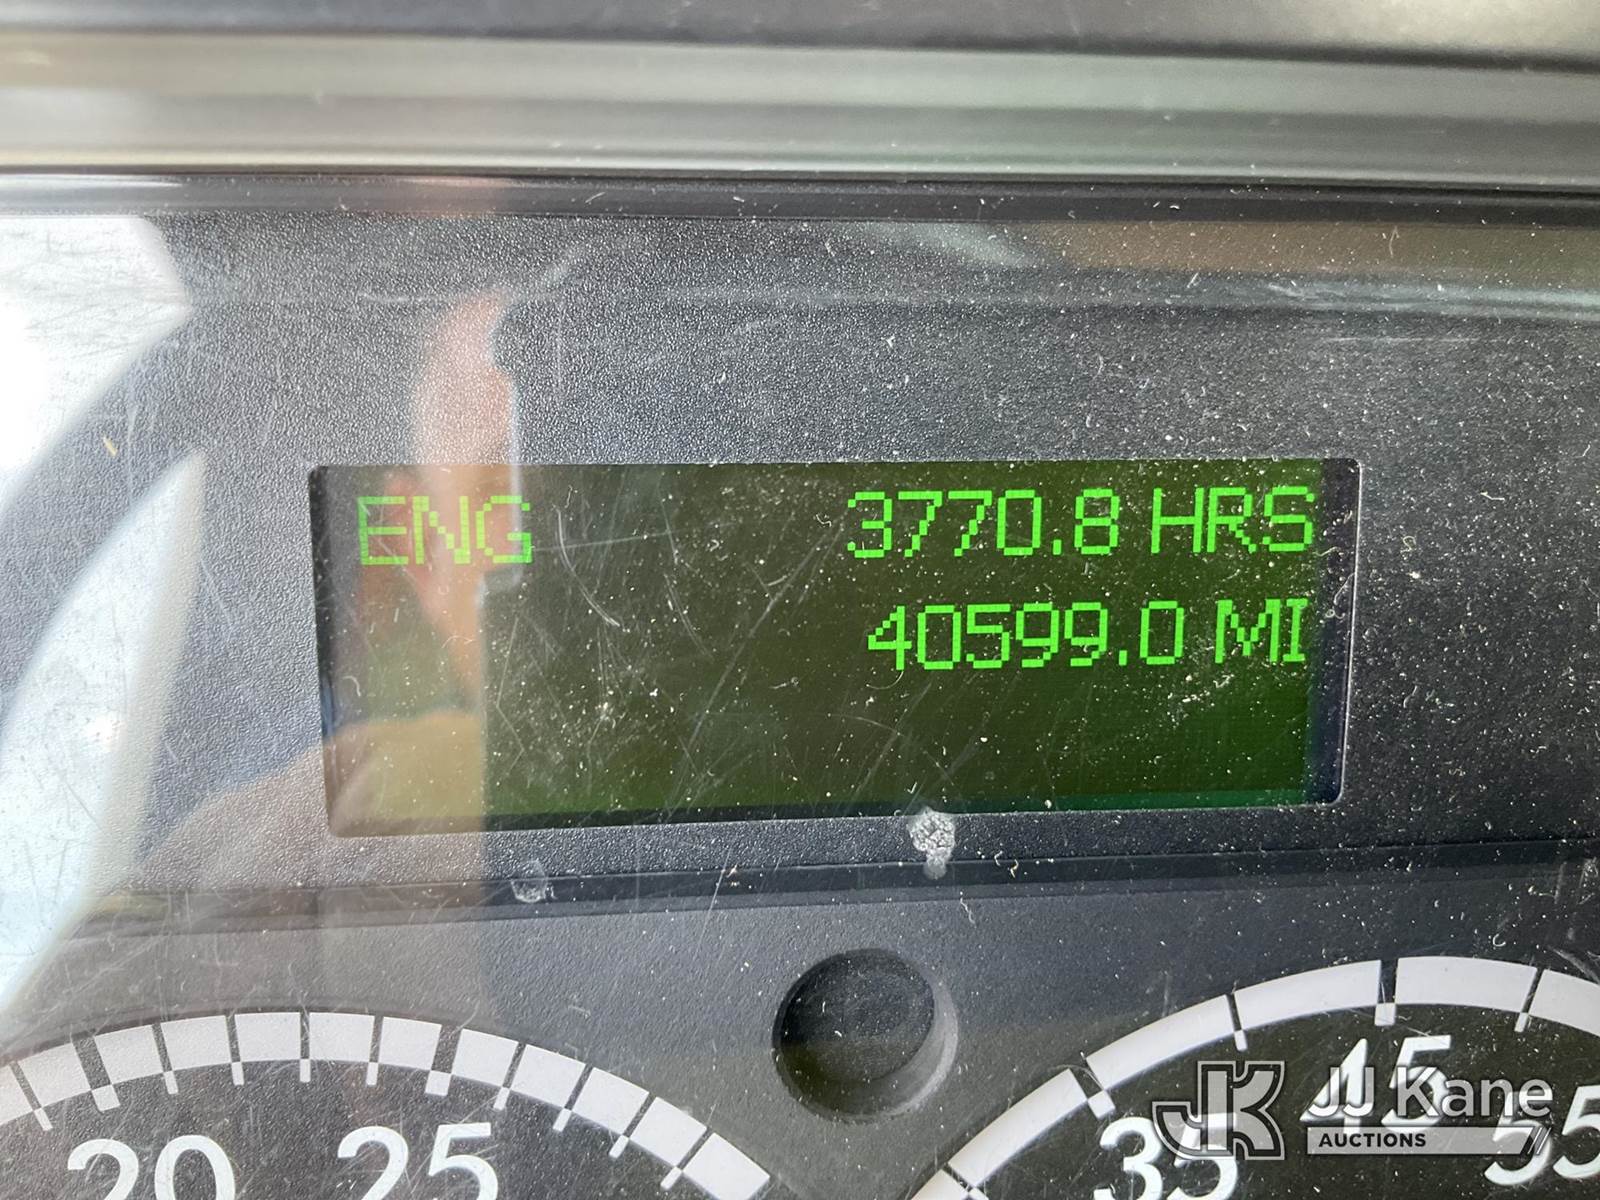 ENG 3770.8 HRS
40599.0 MI
20 25 35 45 55
JJ Kane
AUCTIONS